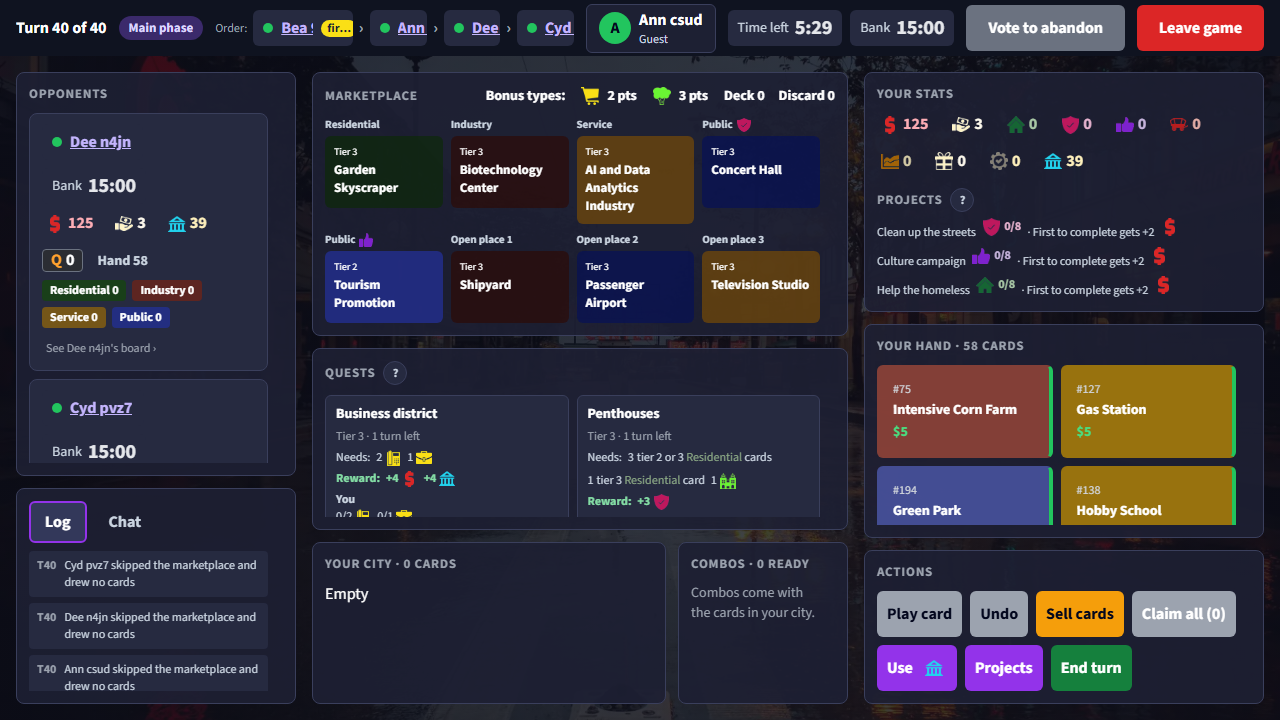 Turn 40 of 40
Main phase
Order:
Bea
fir...
›
Ann
›
Dee
›
Cyd
A
Ann csud
Guest
Time left 5:29
Bank 15:00
Vote to abandon
Leave game
OPPONENTS
Dee n4jn
Bank 15:00
125
3
39
Q 0
Hand 58
Residential 0
Industry 0
Service 0
Public 0
See Dee n4jn's board ›
Cyd pvz7
Bank 15:00
Log
Chat
T40 Cyd pvz7 skipped the marketplace and
drew no cards
T40 Dee n4jn skipped the marketplace and
drew no cards
T40 Ann csud skipped the marketplace and
drew no cards
MARKETPLACE
Bonus types:
2 pts
3 pts
Deck 0
Discard 0
Residential
Tier 3
Garden
Skyscraper
Industry
Tier 3
Biotechnology
Center
Service
Tier 3
AI and Data
Analytics
Industry
Public
Tier 3
Concert Hall
Public
Tier 2
Tourism
Promotion
Open place 1
Tier 3
Shipyard
Open place 2
Tier 3
Passenger
Airport
Open place 3
Tier 3
Television Studio
QUESTS
?
Business district
Tier 3 · 1 turn left
Needs: 2 1
Reward: +4 +4
You
0/2 0/1
Penthouses
Tier 3 · 1 turn left
Needs: 3 tier 2 or 3 Residential cards
1 tier 3 Residential card 1
Reward: +3
YOUR CITY · 0 CARDS
Empty
COMBOS · 0 READY
Combos come with
the cards in your city.
YOUR STATS
125
3
0
0
0
0
0
0
0
39
PROJECTS
?
Clean up the streets 0/8 · First to complete gets +2
Culture campaign 0/8 · First to complete gets +2
Help the homeless 0/8 · First to complete gets +2
YOUR HAND · 58 CARDS
#75
Intensive Corn Farm
$5
#127
Gas Station
$5
#194
Green Park
#138
Hobby School
ACTIONS
Play card
Undo
Sell cards
Claim all (0)
Use
Projects
End turn